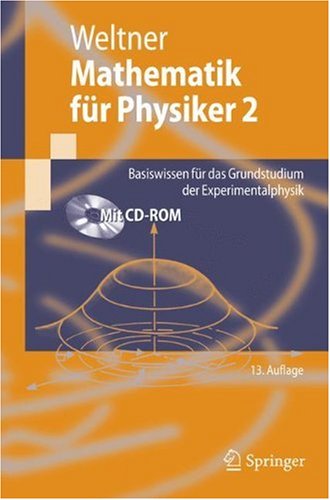 Weltner
Mathematik
für Physiker 2
Basiswissen für das Grundstudium
der Experimentalphysik
Mit CD-ROM
13. Auflage
Springer